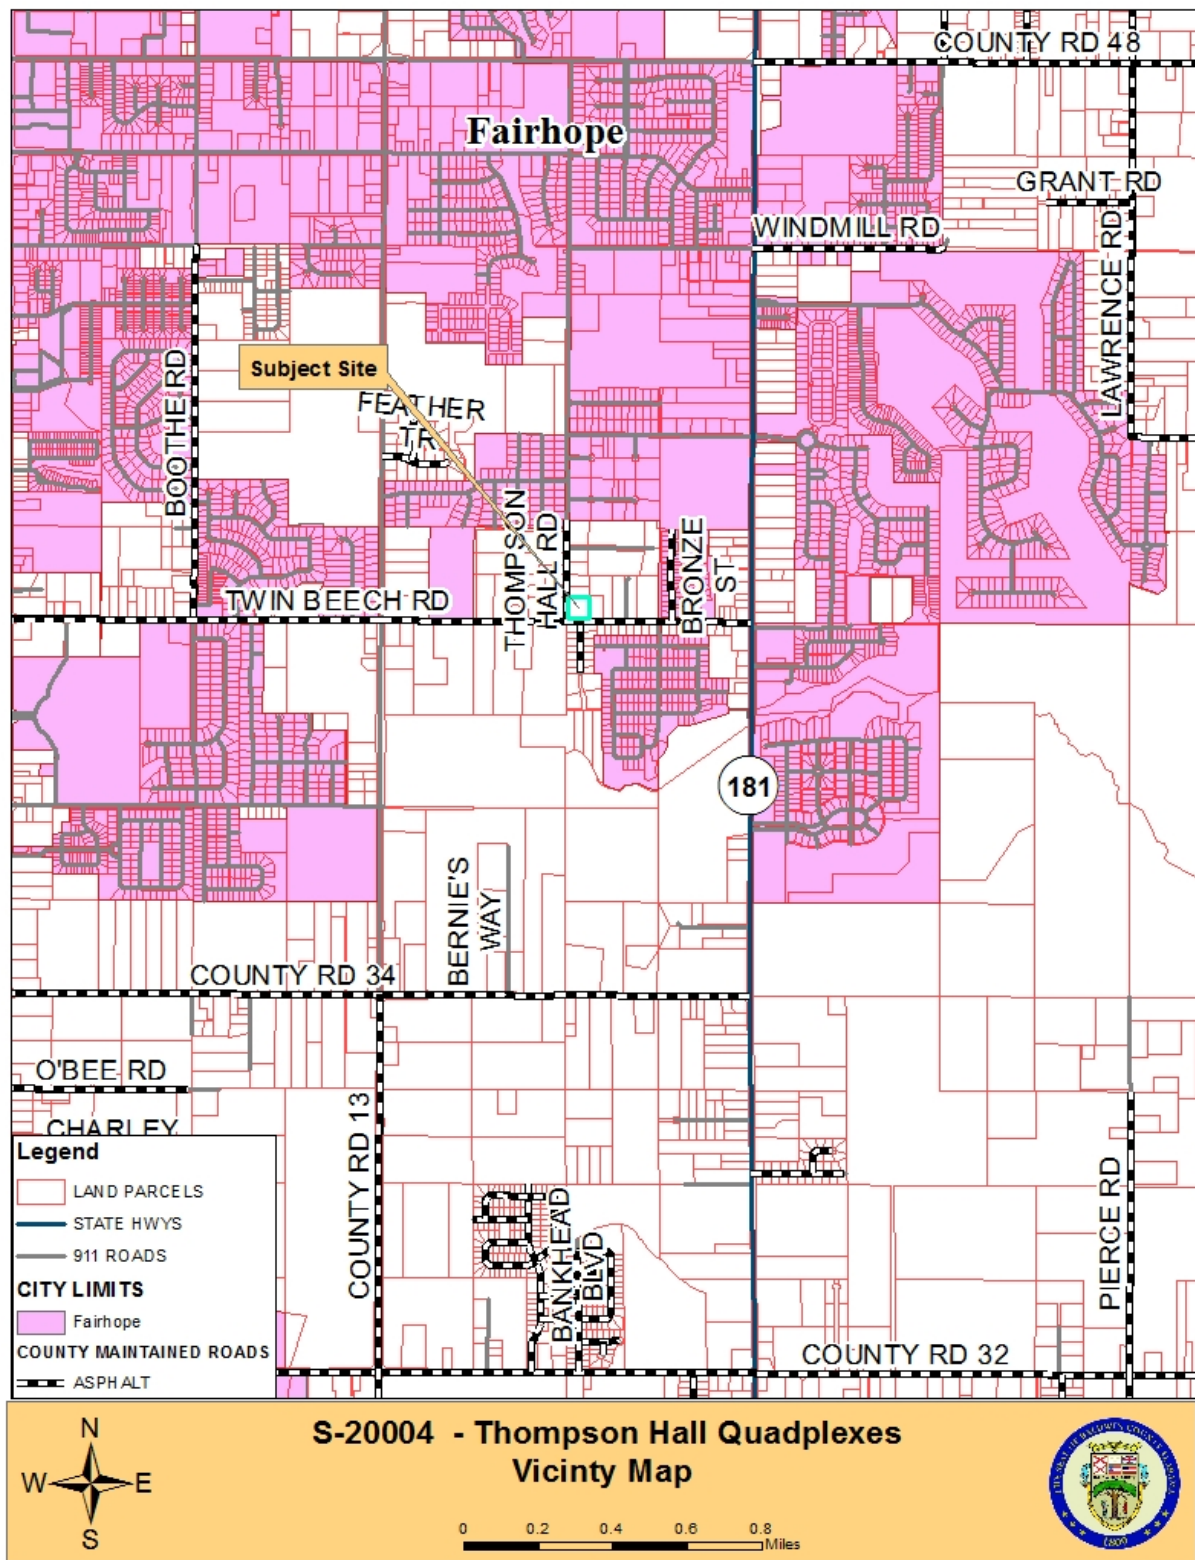 COUNTY RD 48
Fairhope
GRANT RD
WINDMILL RD
LAWRENCE RD
BOOTHE RD
Subject Site
FEATHER
TR
THOMPSON
HALL RD
BRONZE
ST
TWIN BEECH RD
181
BERNIE'S
WAY
COUNTY RD 34
O'BEE RD
CHARLEY
COUNTY RD 13
BANKHEAD
BLVD
PIERCE RD
COUNTY RD 32
Legend
LAND PARCELS
STATE HWYS
911 ROADS
CITY LIMITS
Fairhope
COUNTY MAINTAINED ROADS
ASPHALT
N
W
E
S
S-20004 - Thompson Hall Quadplexes
Vicinty Map
0 0.2 0.4 0.6 0.8
Miles
1809